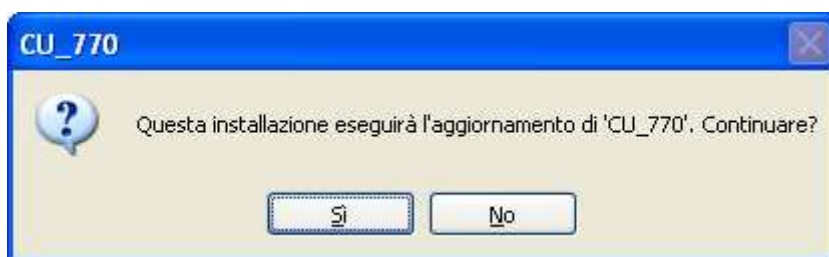 CU_770
Questa installazione eseguirà l'aggiornamento di 'CU_770'. Continuare?
Sì
No